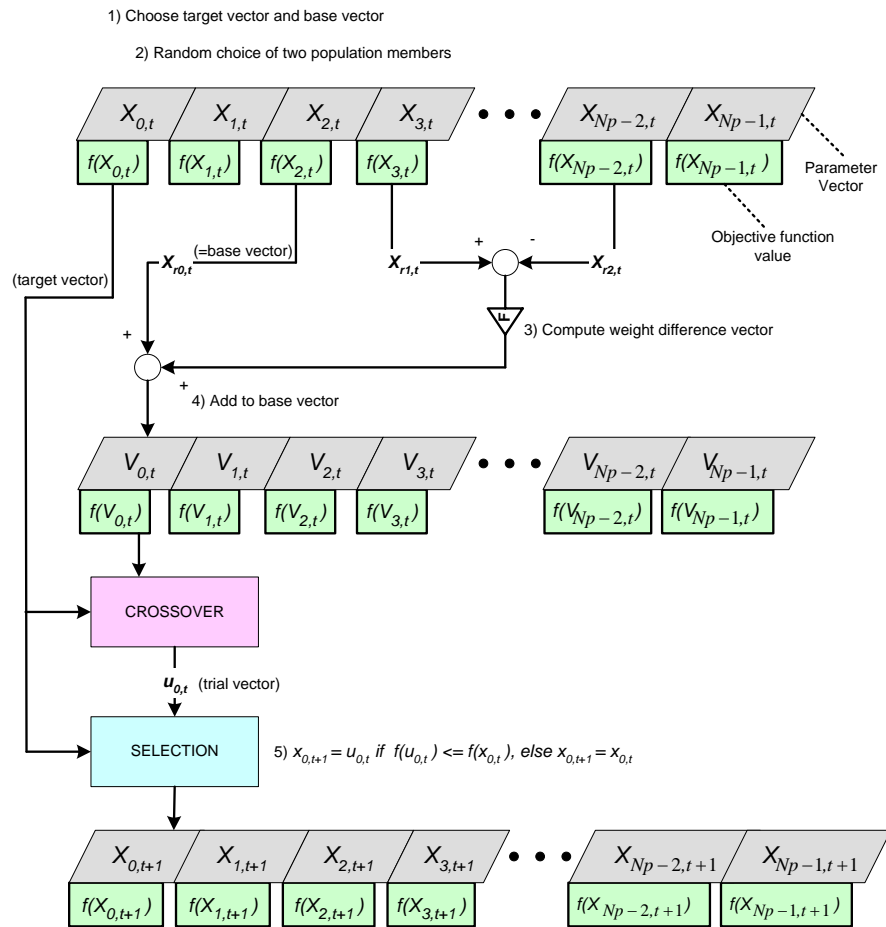 1) Choose target vector and base vector
2) Random choice of two population members
X0,t X1,t X2,t X3,t • • • XNp−2,t XNp−1,t
f(X0,t) f(X1,t) f(X2,t) f(X3,t) f(XNp−2,t) f(XNp−1,t)
Parameter
Vector
Objective function
value
(target vector)
Xr0,t (=base vector) Xr1,t + - Xr2,t
F
3) Compute weight difference vector
+
+
4) Add to base vector
V0,t V1,t V2,t V3,t • • • VNp−2,t VNp−1,t
f(V0,t) f(V1,t) f(V2,t) f(V3,t) f(VNp−2,t) f(VNp−1,t)
CROSSOVER
u0,t (trial vector)
SELECTION
5) x0,t+1 = u0,t if f(u0,t) <= f(x0,t), else x0,t+1 = x0,t
X0,t+1 X1,t+1 X2,t+1 X3,t+1 • • • XNp−2,t+1 XNp−1,t+1
f(X0,t+1) f(X1,t+1) f(X2,t+1) f(X3,t+1) f(XNp−2,t+1) f(XNp−1,t+1)